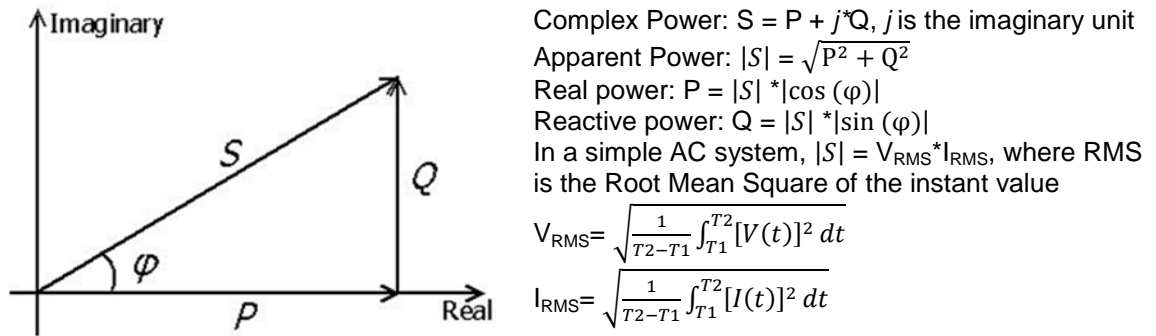 Imaginary
S
Q
φ
P
Real
Complex Power: S = P + j*Q, j is the imaginary unit
Apparent Power: |S| = √(P² + Q²)
Real power: P = |S| *|cos (φ)|
Reactive power: Q = |S| *|sin (φ)|
In a simple AC system, |S| = V_RMS*I_RMS, where RMS
is the Root Mean Square of the instant value
V_RMS= √(1/(T2−T1) ∫_T1^T2 [V(t)]² dt)
I_RMS= √(1/(T2−T1) ∫_T1^T2 [I(t)]² dt)